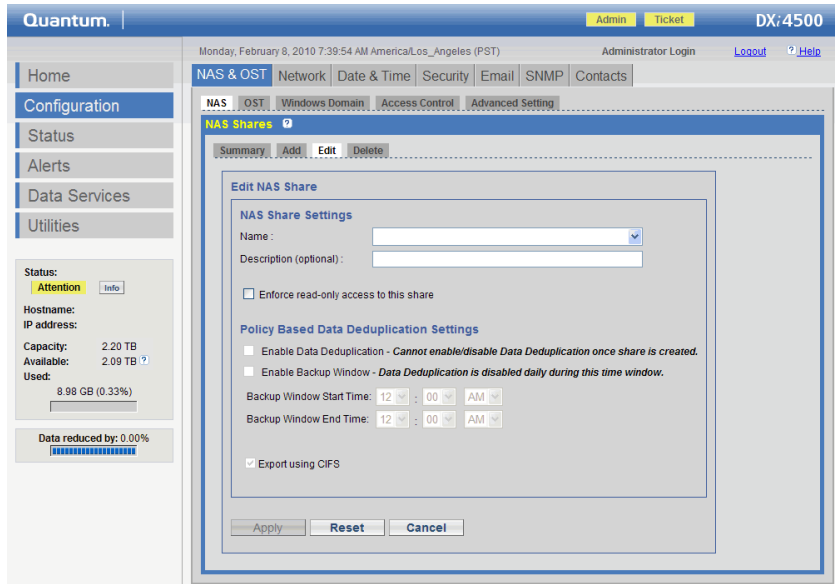 Quantum.
Admin Ticket
DXi4500
Monday, February 8, 2010 7:39:54 AM America/Los_Angeles (PST) Administrator Login Logout ? Help
Home
Configuration
Status
Alerts
Data Services
Utilities
Status:
Attention Info
Hostname:
IP address:
Capacity: 2.20 TB
Available: 2.09 TB ?
Used:
8.98 GB (0.33%)
Data reduced by: 0.00%
NAS & OST Network Date & Time Security Email SNMP Contacts
NAS OST Windows Domain Access Control Advanced Setting
NAS Shares ?
Summary Add Edit Delete
Edit NAS Share
NAS Share Settings
Name :
Description (optional) :
Enforce read-only access to this share
Policy Based Data Deduplication Settings
Enable Data Deduplication - Cannot enable/disable Data Deduplication once share is created.
Enable Backup Window - Data Deduplication is disabled daily during this time window.
Backup Window Start Time: 12 : 00 AM
Backup Window End Time: 12 : 00 AM
Export using CIFS
Apply Reset Cancel